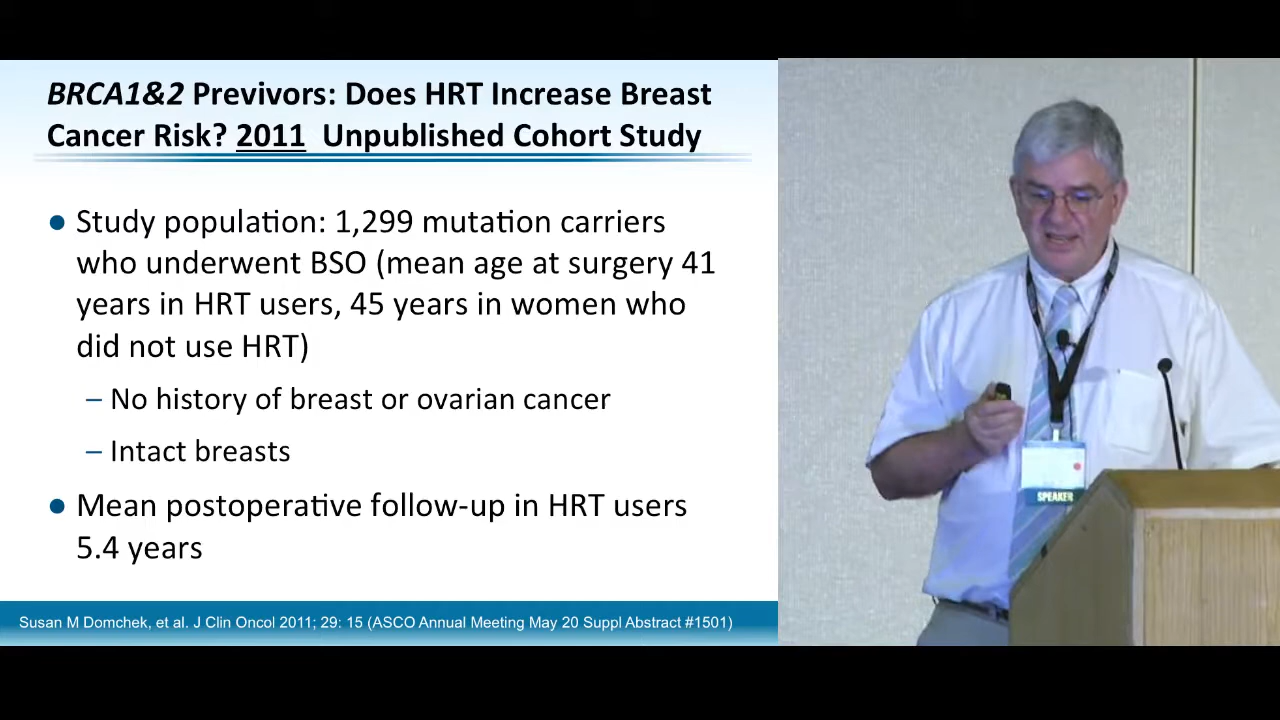 BRCA1&2 Previvors: Does HRT Increase Breast
Cancer Risk? 2011 Unpublished Cohort Study
● Study population: 1,299 mutation carriers
who underwent BSO (mean age at surgery 41
years in HRT users, 45 years in women who
did not use HRT)
– No history of breast or ovarian cancer
– Intact breasts
● Mean postoperative follow-up in HRT users
5.4 years
Susan M Domchek, et al. J Clin Oncol 2011; 29: 15 (ASCO Annual Meeting May 20 Suppl Abstract #1501)
SPEAKER